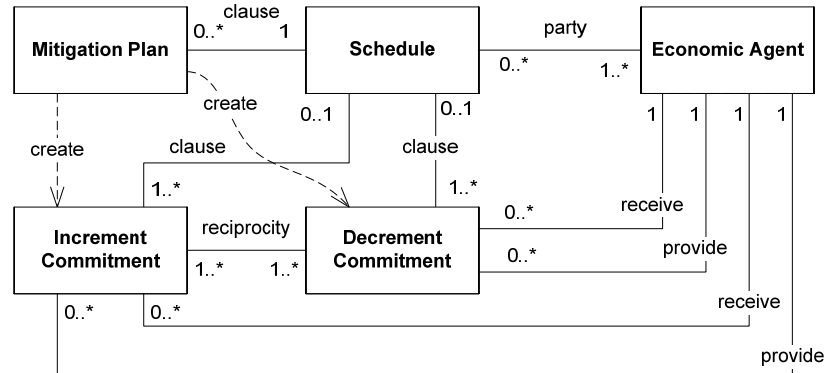 clause
0..* 1
party
Mitigation Plan
Schedule
Economic Agent
0..* 1..*
create
0..1 0..1
1 1 1 1
create
clause
clause
1..*
1..*
receive
0..*
reciprocity
Increment
Commitment
Decrement
Commitment
provide
0..*
1..* 1..*
receive
0..* 0..*
provide